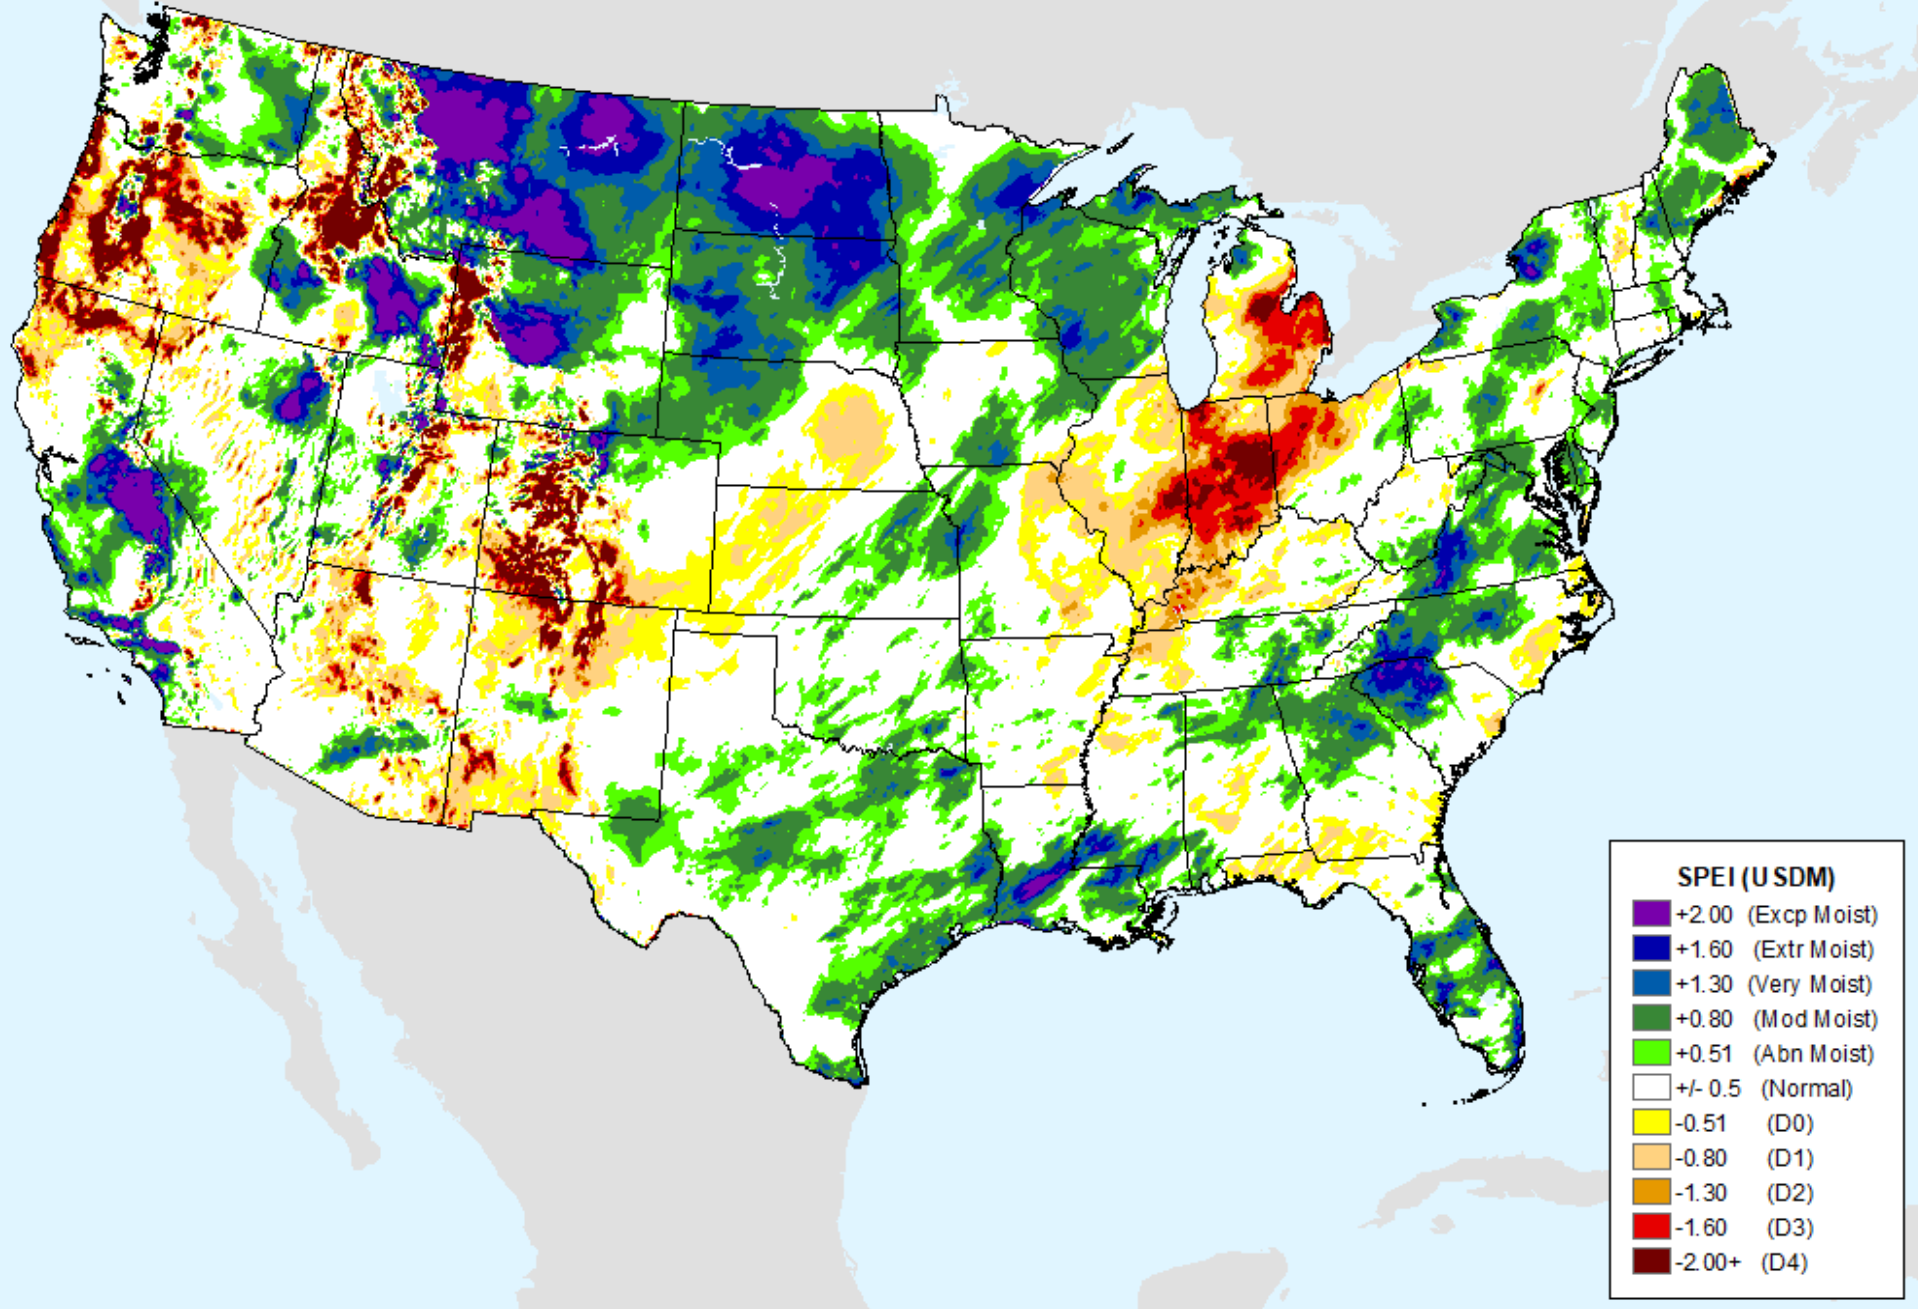 SPEI (USDM)
+2.00 (Excp Moist)
+1.60 (Extr Moist)
+1.30 (Very Moist)
+0.80 (Mod Moist)
+0.51 (Abn Moist)
+/- 0.5 (Normal)
-0.51 (D0)
-0.80 (D1)
-1.30 (D2)
-1.60 (D3)
-2.00+ (D4)